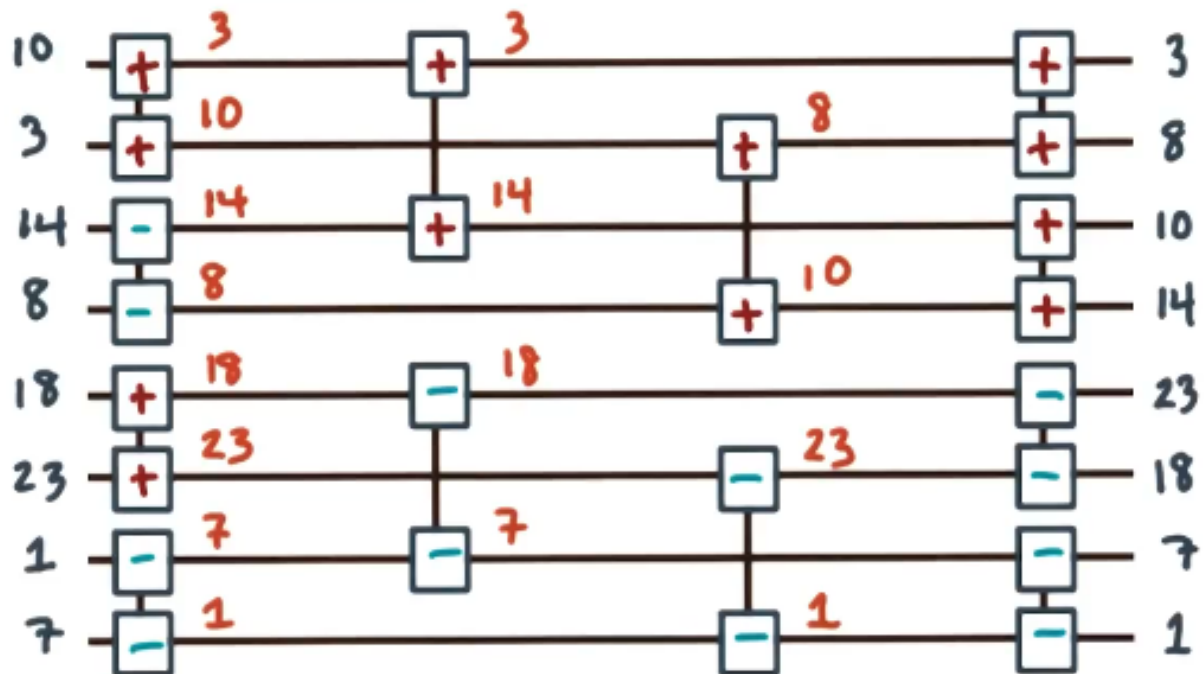 10 + 3 + 3 + 3
3 + 10 + 8 + 8
14 - 14 + 14 + 10
8 - 8 + 10 + 14
18 + 18 - 18 - 23
23 + 23 - 23 - 18
1 - 7 - 7 - 7
7 - 1 - 1 - 1